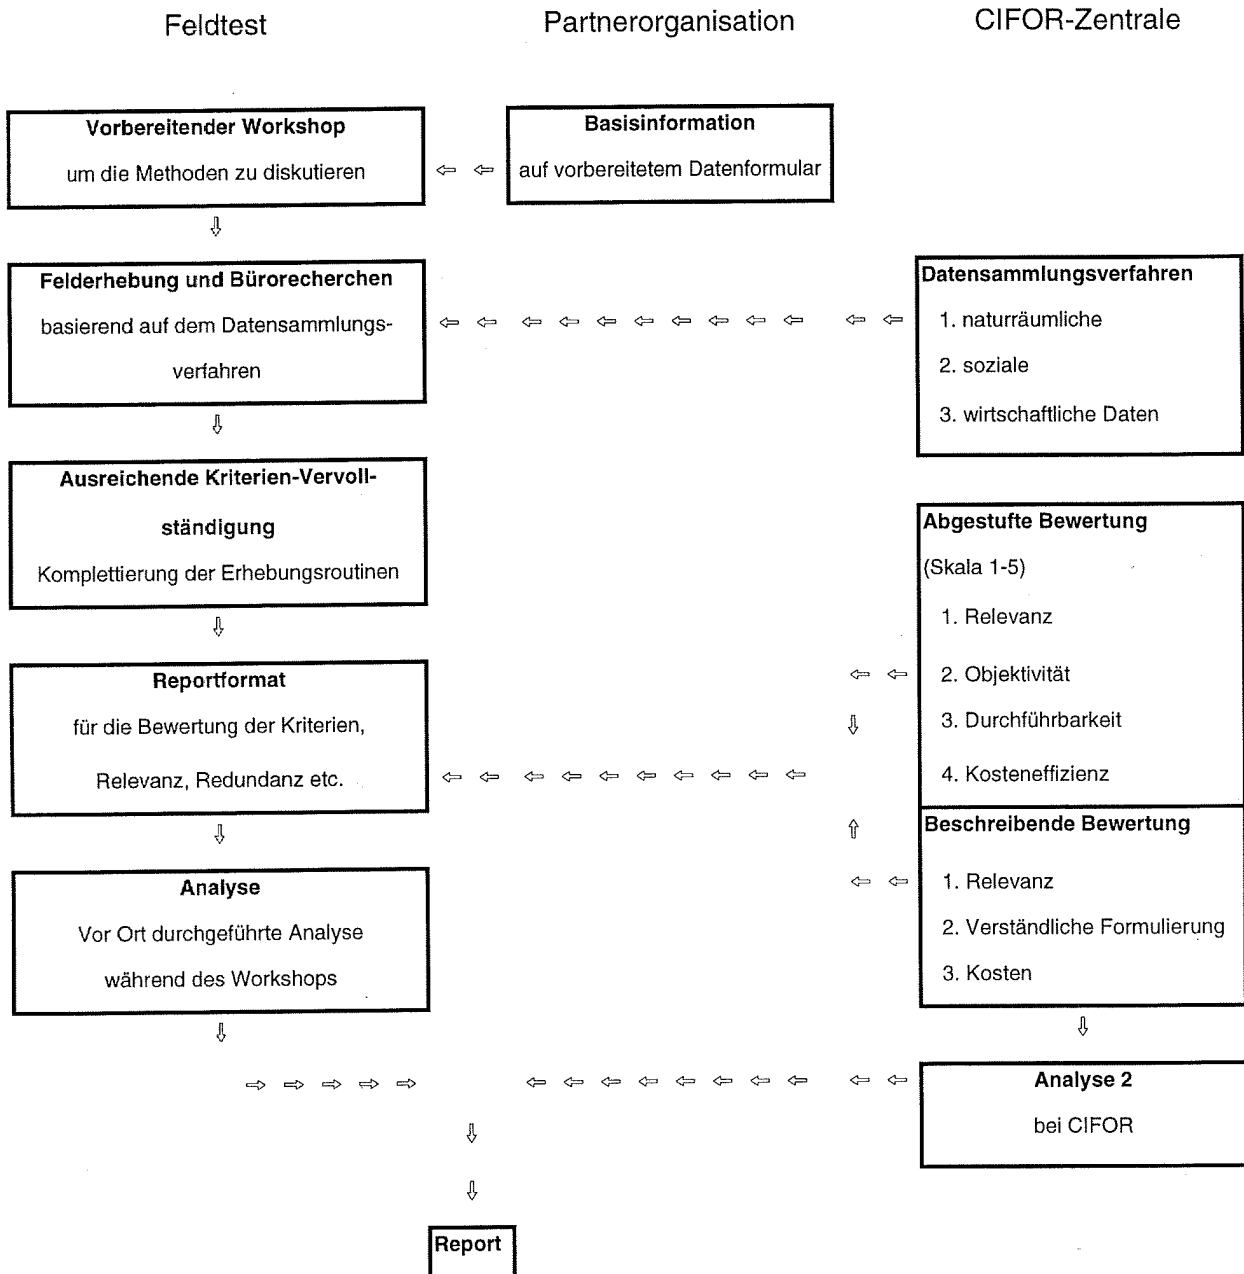 Feldtest
Partnerorganisation
CIFOR-Zentrale
Vorbereitender Workshop
um die Methoden zu diskutieren
Basisinformation
auf vorbereitetem Datenformular
Felderhebung und Bürorecherchen
basierend auf dem Datensammlungs-
verfahren
Datensammlungsverfahren
1. naturräumliche
2. soziale
3. wirtschaftliche Daten
Ausreichende Kriterien-Vervoll-
ständigung
Komplettierung der Erhebungsroutinen
Abgestufte Bewertung
(Skala 1-5)
1. Relevanz
2. Objektivität
3. Durchführbarkeit
4. Kosteneffizienz
Reportformat
für die Bewertung der Kriterien,
Relevanz, Redundanz etc.
Beschreibende Bewertung
1. Relevanz
2. Verständliche Formulierung
3. Kosten
Analyse
Vor Ort durchgeführte Analyse
während des Workshops
Analyse 2
bei CIFOR
Report